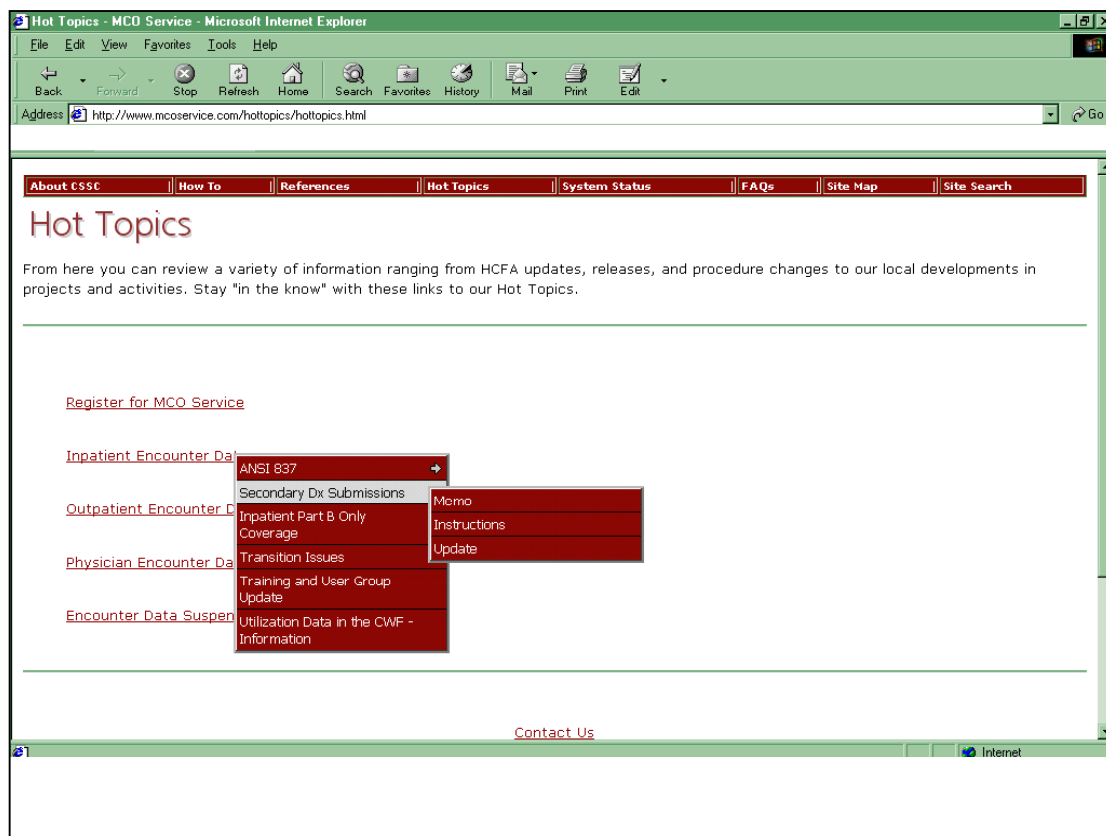 Hot Topics - MCO Service - Microsoft Internet Explorer
File Edit View Favorites Tools Help
Back Forward Stop Refresh Home Search Favorites History Mail Print Edit
Address http://www.mcoservice.com/hottopics/hottopics.html Go
About CSSC How To References Hot Topics System Status FAQs Site Map Site Search
Hot Topics
From here you can review a variety of information ranging from HCFA updates, releases, and procedure changes to our local developments in
projects and activities. Stay "in the know" with these links to our Hot Topics.
Register for MCO Service
Inpatient Encounter Dat
ANSI 837
Secondary Dx Submissions
Memo
Outpatient Encounter D
Inpatient Part B Only
Coverage
Instructions
Update
Physician Encounter Da
Transition Issues
Training and User Group
Update
Encounter Data Suspen
Utilization Data in the CWF -
Information
Contact Us
Internet